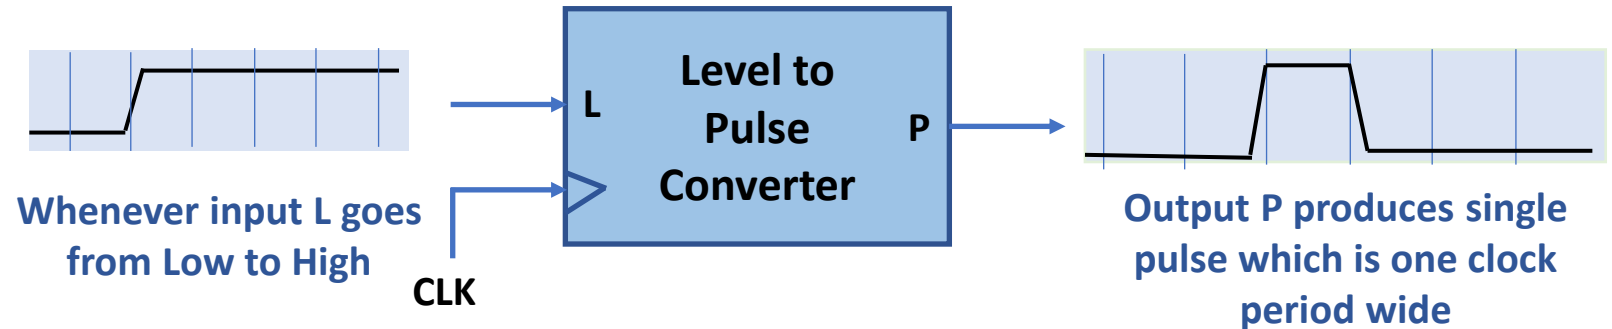 Whenever input L goes
from Low to High
L
CLK
Level to
Pulse
Converter
P
Output P produces single
pulse which is one clock
period wide